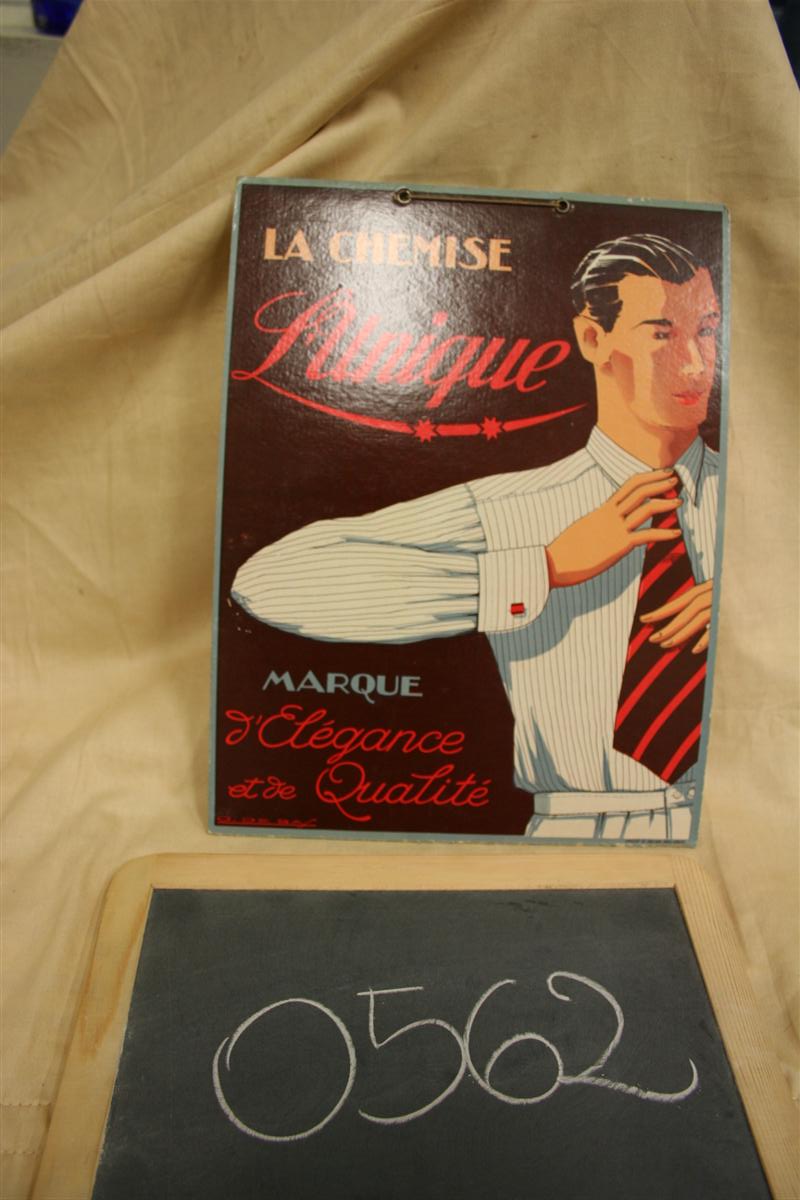 LA CHEMISE
L'Unique
MARQUE
d'Elégance
et de Qualité
0562